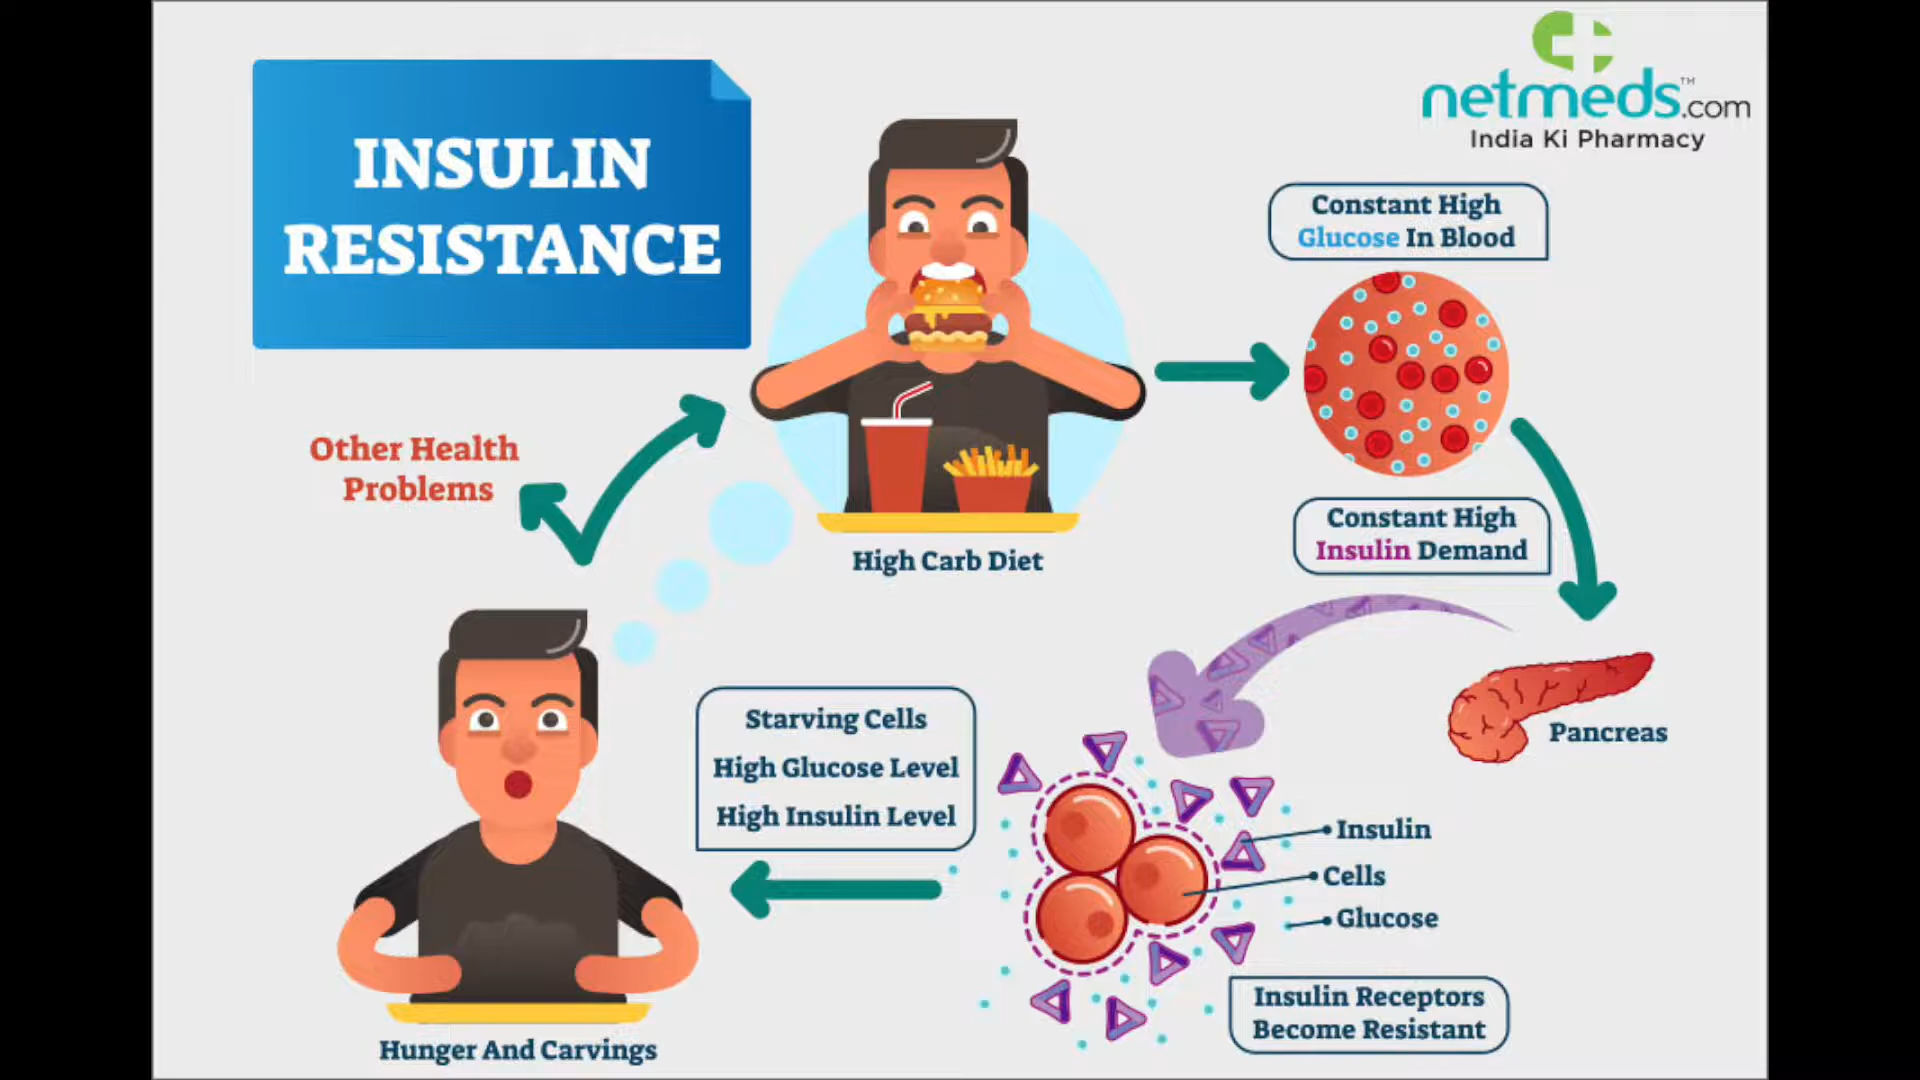 INSULIN
RESISTANCE
netmeds™.com
India Ki Pharmacy
Constant High
Glucose In Blood
Other Health
Problems
High Carb Diet
Constant High
Insulin Demand
Pancreas
Starving Cells
High Glucose Level
High Insulin Level
Insulin
Cells
Glucose
Insulin Receptors
Become Resistant
Hunger And Carvings